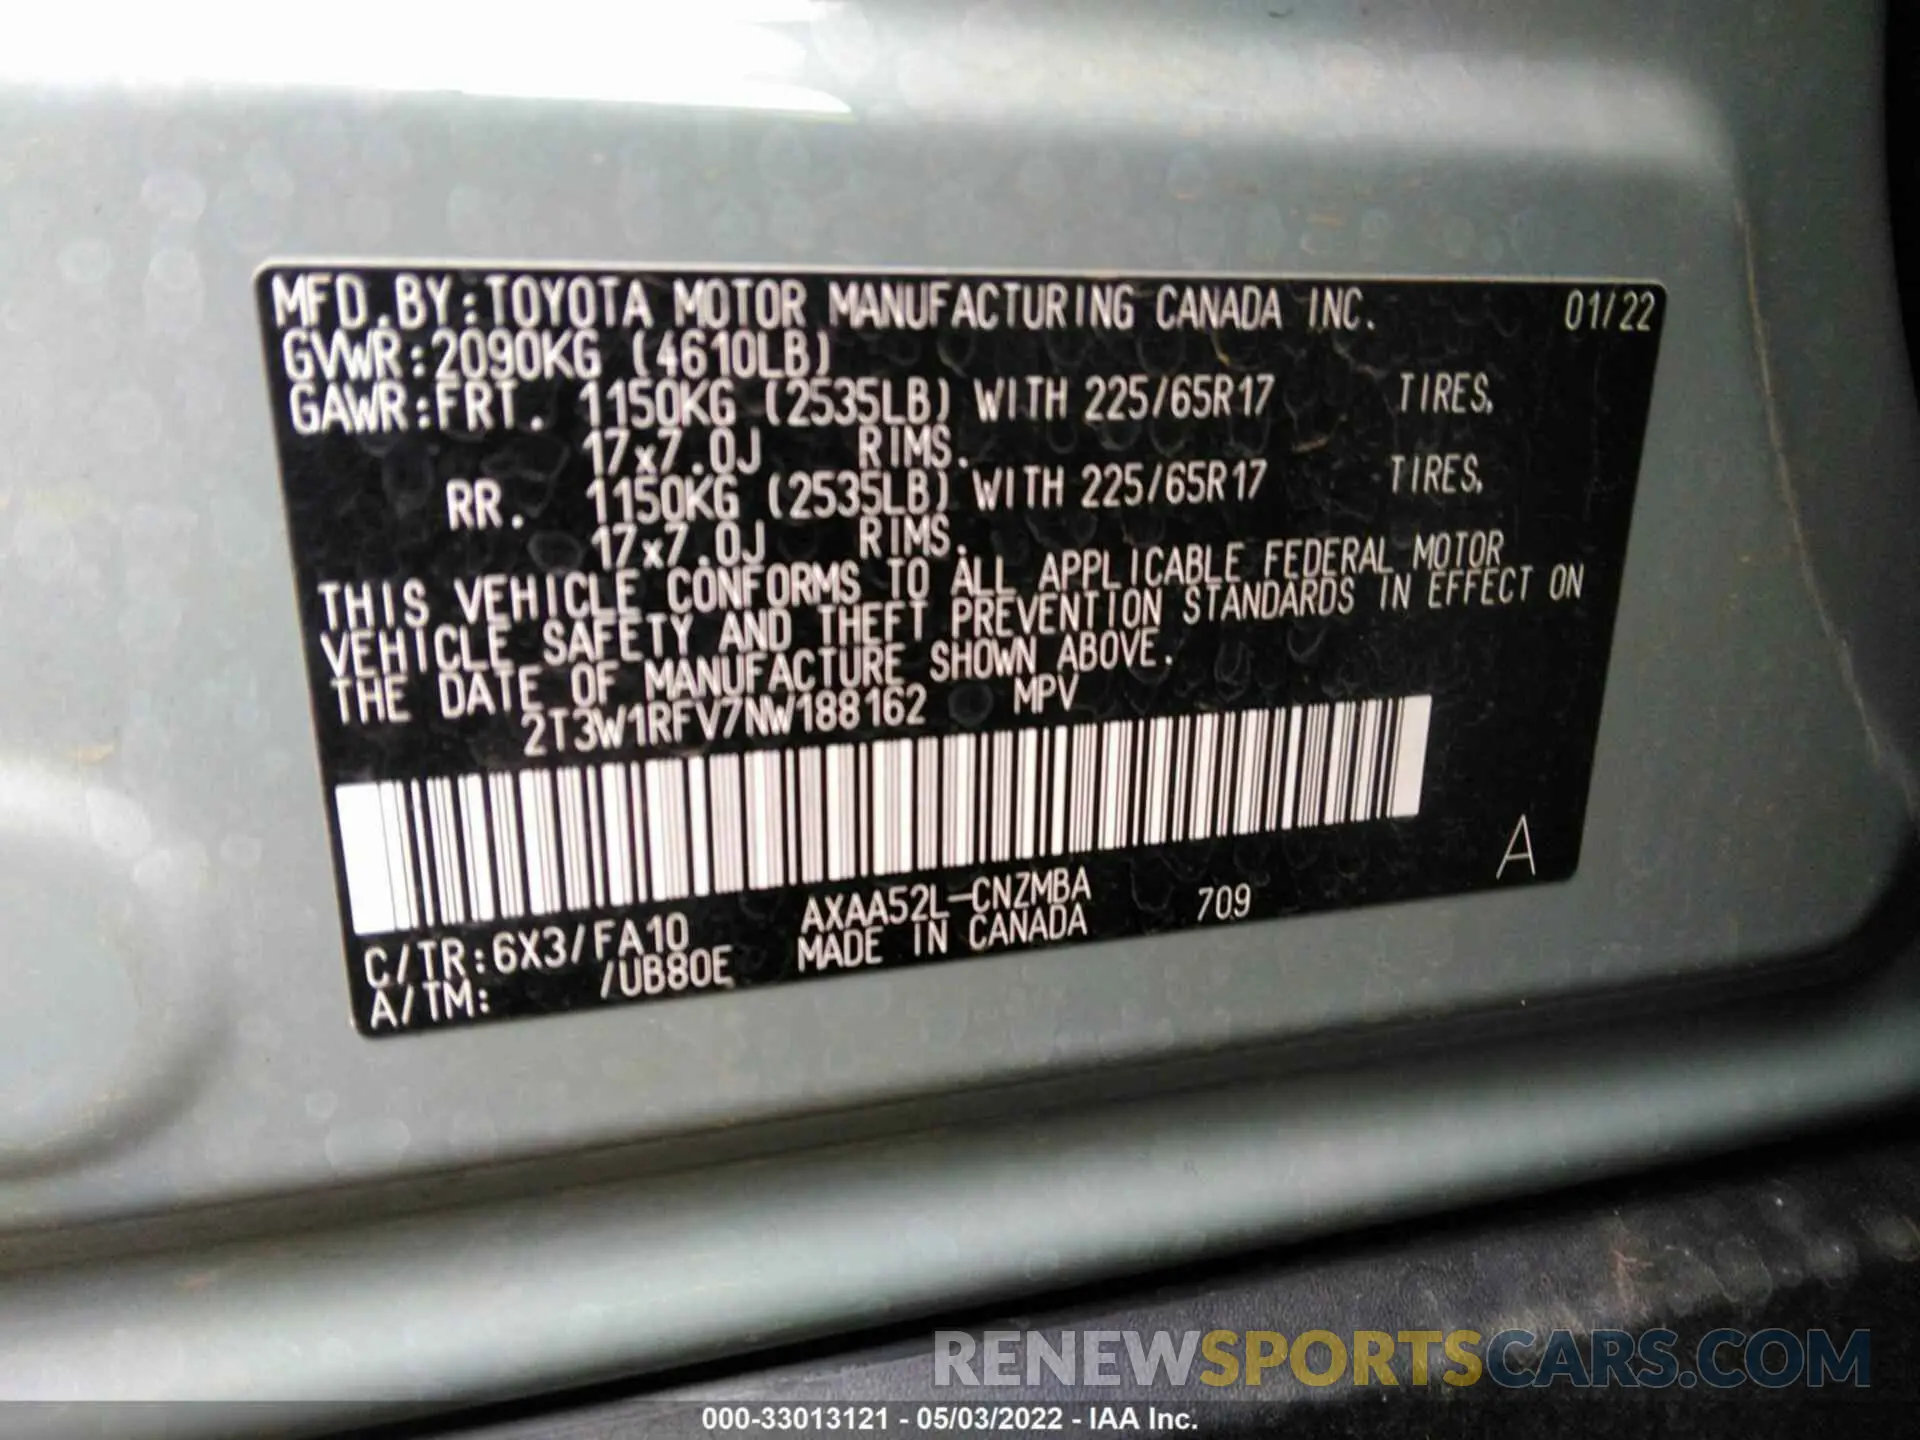 MFD.BY:TOYOTA MOTOR MANUFACTURING CANADA INC. 01/22
GVWR:2090KG (4610LB)
GAWR:FRT. 1150KG (2535LB) WITH 225/65R17 TIRES,
17x7.0J RIMS.
RR. 1150KG (2535LB) WITH 225/65R17 TIRES,
17x7.0J RIMS.
THIS VEHICLE CONFORMS TO ALL APPLICABLE FEDERAL MOTOR
VEHICLE SAFETY AND THEFT PREVENTION STANDARDS IN EFFECT ON
THE DATE OF MANUFACTURE SHOWN ABOVE.
2T3W1RFV7NW188162 MPV
A
C/TR:6X3/FA10 AXAA52L-CNZMBA 709
A/TM: /UB80E MADE IN CANADA
RENEWSPORTSCARS.COM
000-33013121 - 05/03/2022 - IAA Inc.